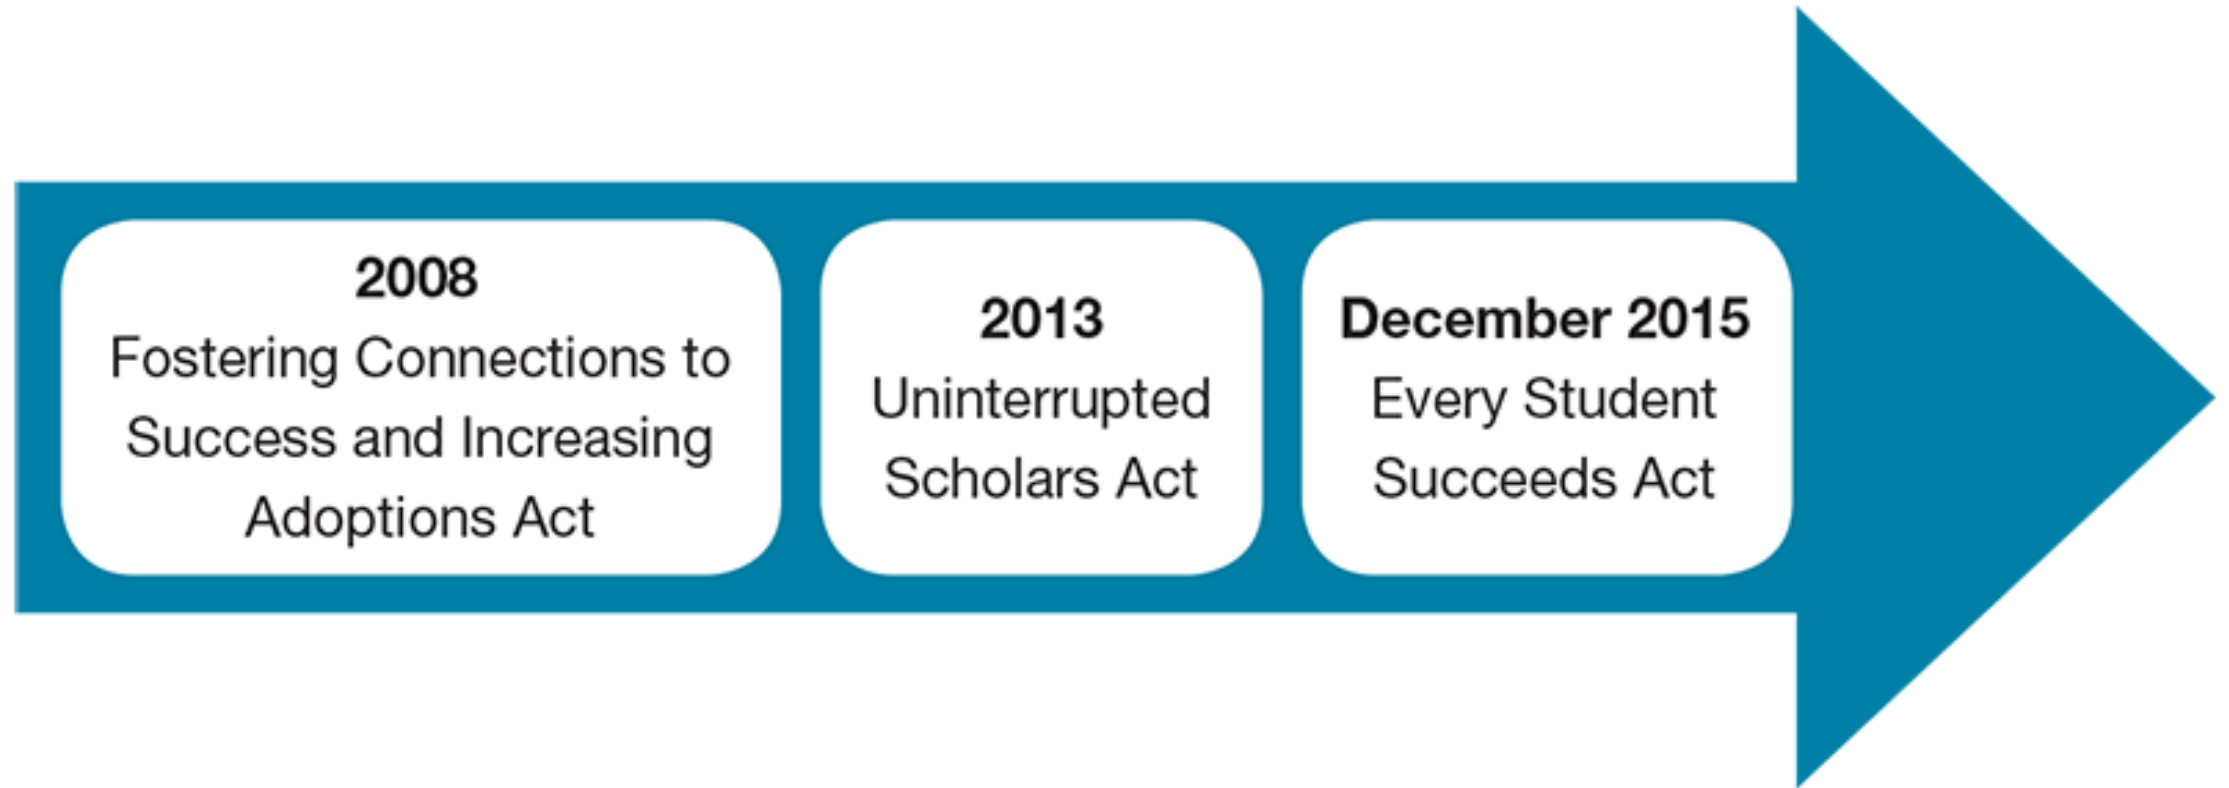 2008
Fostering Connections to
Success and Increasing
Adoptions Act
2013
Uninterrupted
Scholars Act
December 2015
Every Student
Succeeds Act